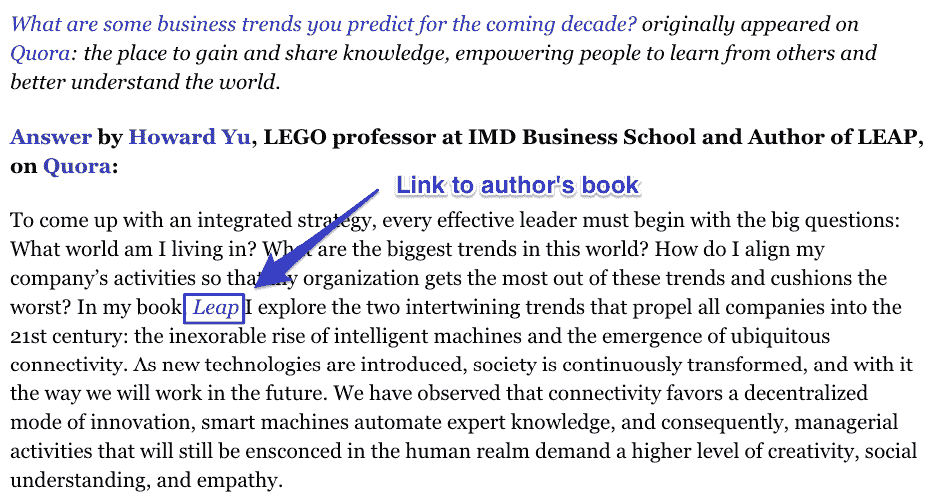 What are some business trends you predict for the coming decade? originally appeared on
Quora: the place to gain and share knowledge, empowering people to learn from others and
better understand the world.
Answer by Howard Yu, LEGO professor at IMD Business School and Author of LEAP,
on Quora:
Link to author's book
To come up with an integrated strategy, every effective leader must begin with the big questions:
What world am I living in? What are the biggest trends in this world? How do I align my
company's activities so that my organization gets the most out of these trends and cushions the
worst? In my book Leap I explore the two intertwining trends that propel all companies into the
21st century: the inexorable rise of intelligent machines and the emergence of ubiquitous
connectivity. As new technologies are introduced, society is continuously transformed, and with it
the way we will work in the future. We have observed that connectivity favors a decentralized
mode of innovation, smart machines automate expert knowledge, and consequently, managerial
activities that will still be ensconced in the human realm demand a higher level of creativity, social
understanding, and empathy.